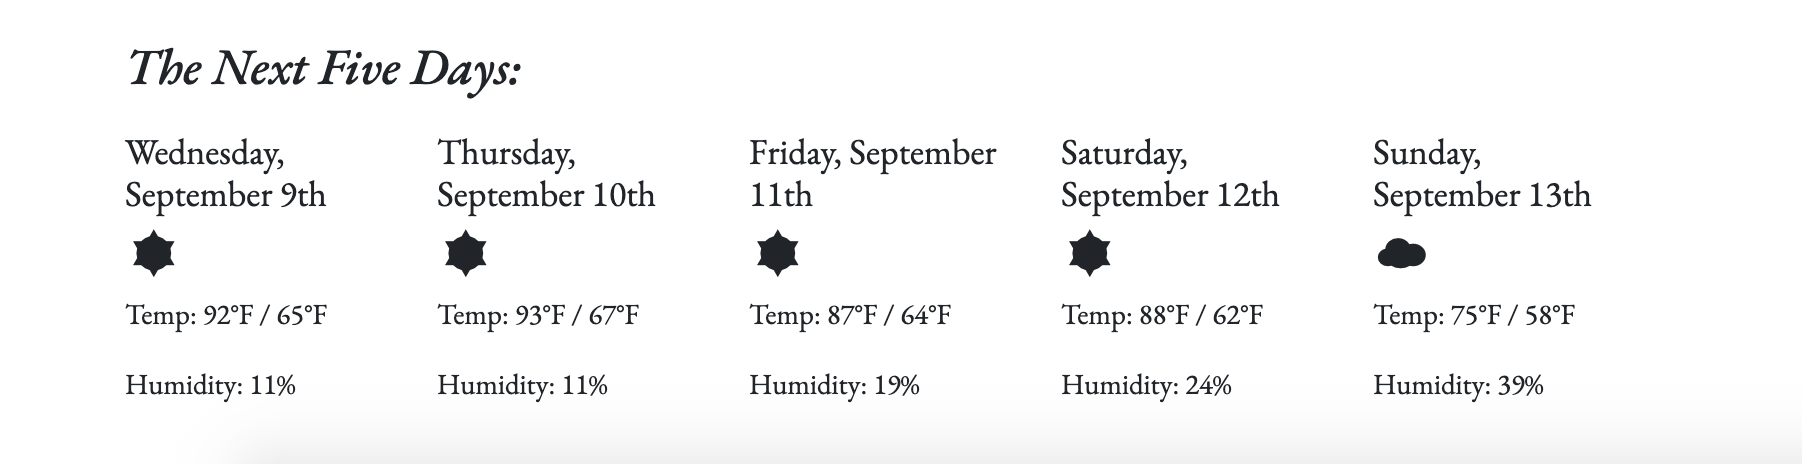 The Next Five Days:
Wednesday,
September 9th
Temp: 92°F / 65°F
Humidity: 11%
Thursday,
September 10th
Temp: 93°F / 67°F
Humidity: 11%
Friday, September
11th
Temp: 87°F / 64°F
Humidity: 19%
Saturday,
September 12th
Temp: 88°F / 62°F
Humidity: 24%
Sunday,
September 13th
Temp: 75°F / 58°F
Humidity: 39%